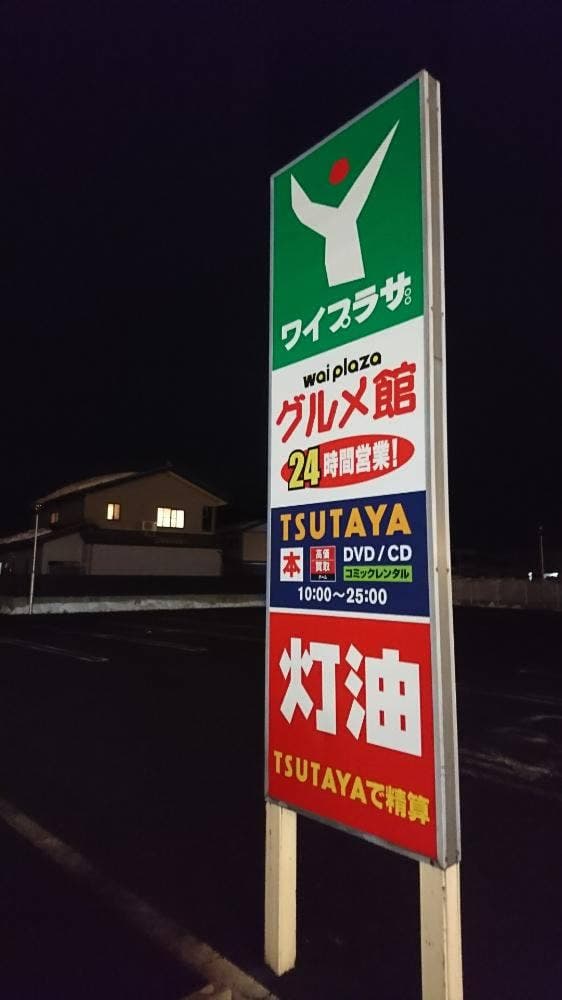 ワイプラザ
wai plaza
グルメ館
24時間営業!
TSUTAYA
本
高価
買取
DVD/CD
コミックレンタル
10:00~25:00
灯油
TSUTAYAで精算